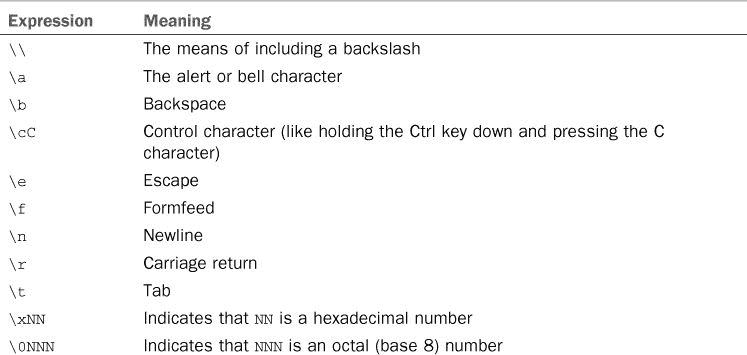 Expression Meaning
\\ The means of including a backslash
\a The alert or bell character
\b Backspace
\cC Control character (like holding the Ctrl key down and pressing the C
character)
\e Escape
\f Formfeed
\n Newline
\r Carriage return
\t Tab
\xNN Indicates that NN is a hexadecimal number
\0NNN Indicates that NNN is an octal (base 8) number